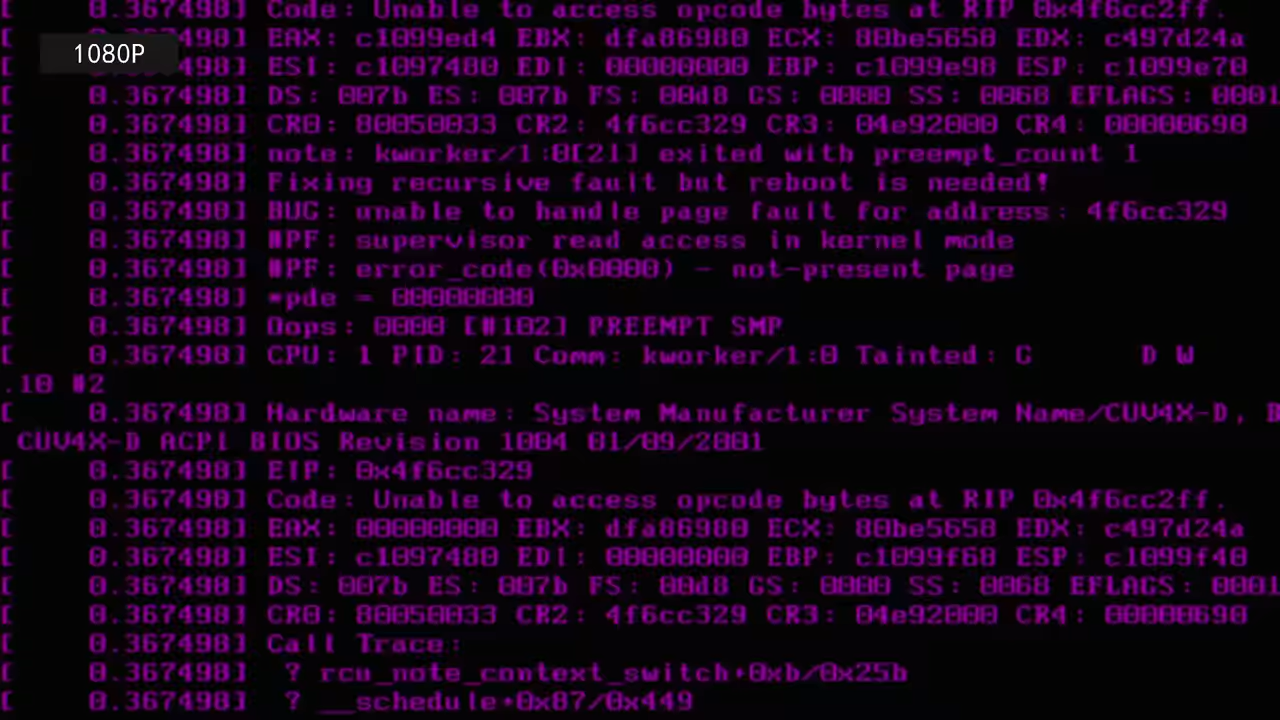 [    0.367498] Code: Unable to access opcode bytes at RIP 0x4f6cc2ff.
[    0.367498] EAX: c1099ed4 EBX: dfa86980 ECX: 80be5658 EDX: c497d24a
1080P
[    0.367498] ESI: c1097480 EDI: 00000000 EBP: c1099e98 ESP: c1099e70
[    0.367498] DS: 007b ES: 007b FS: 00d8 GS: 0000 SS: 0068 EFLAGS: 0001
[    0.367498] CR0: 80050033 CR2: 4f6cc329 CR3: 04e92000 CR4: 00000690
[    0.367498] note: kworker/1:0[21] exited with preempt_count 1
[    0.367498] Fixing recursive fault but reboot is needed!
[    0.367498] BUG: unable to handle page fault for address: 4f6cc329
[    0.367498] #PF: supervisor read access in kernel mode
[    0.367498] #PF: error_code(0x0000) - not-present page
[    0.367498] *pde = 00000000
[    0.367498] Oops: 0000 [#102] PREEMPT SMP
[    0.367498] CPU: 1 PID: 21 Comm: kworker/1:0 Tainted: G      D W
.10 #2
[    0.367498] Hardware name: System Manufacturer System Name/CUV4X-D, B
CUV4X-D ACPI BIOS Revision 1004 01/09/2001
[    0.367498] EIP: 0x4f6cc329
[    0.367498] Code: Unable to access opcode bytes at RIP 0x4f6cc2ff.
[    0.367498] EAX: 00000000 EBX: dfa86980 ECX: 80be5658 EDX: c497d24a
[    0.367498] ESI: c1097480 EDI: 00000000 EBP: c1099f68 ESP: c1099f40
[    0.367498] DS: 007b ES: 007b FS: 00d8 GS: 0000 SS: 0068 EFLAGS: 0001
[    0.367498] CR0: 80050033 CR2: 4f6cc329 CR3: 04e92000 CR4: 00000690
[    0.367498] Call Trace:
[    0.367498]  ? rcu_note_context_switch+0xb/0x25b
[    0.367498]  ? __schedule+0x87/0x449